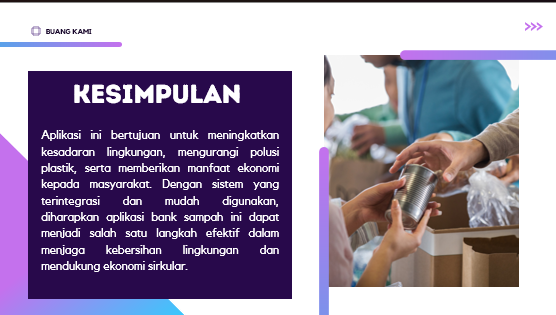 BUANG KAMI
KESIMPULAN
Aplikasi ini bertujuan untuk meningkatkan
kesadaran lingkungan, mengurangi polusi
plastik, serta memberikan manfaat ekonomi
kepada masyarakat. Dengan sistem yang
terintegrasi dan mudah digunakan,
diharapkan aplikasi bank sampah ini dapat
menjadi salah satu langkah efektif dalam
menjaga kebersihan lingkungan dan
mendukung ekonomi sirkular.